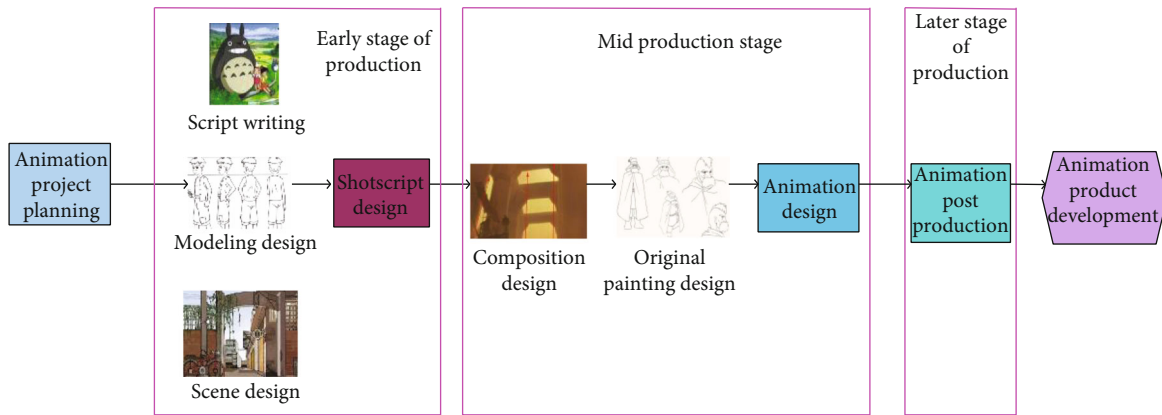 Animation
project
planning
Early stage of
production
Script writing
Modeling design
Scene design
Shotscript
design
Mid production stage
Composition
design
Original
painting design
Animation
design
Later stage
of
production
Animation
post
production
Animation
product
development